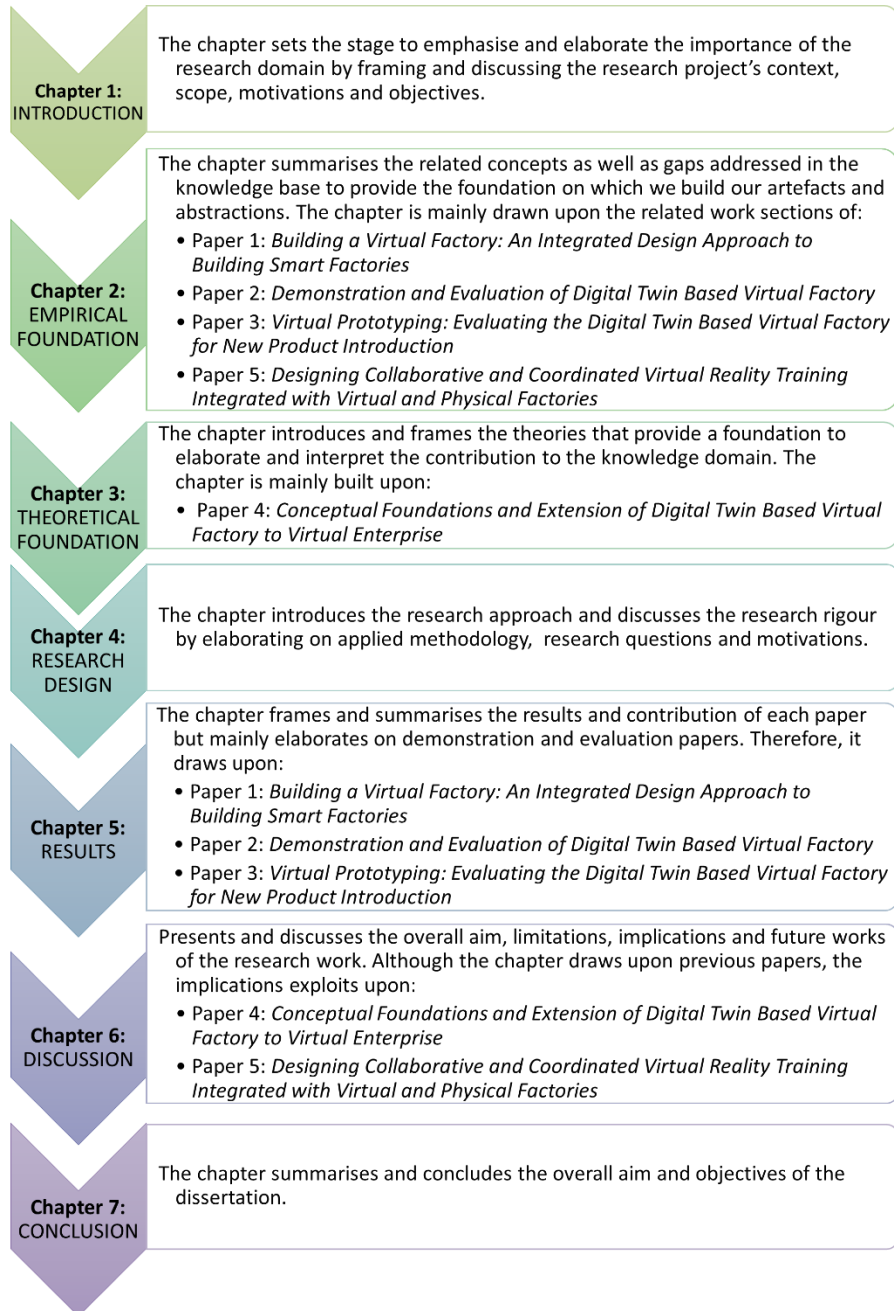 Chapter 1:
INTRODUCTION
The chapter sets the stage to emphasise and elaborate the importance of the
research domain by framing and discussing the research project's context,
scope, motivations and objectives.
Chapter 2:
EMPIRICAL
FOUNDATION
The chapter summarises the related concepts as well as gaps addressed in the
knowledge base to provide the foundation on which we build our artefacts and
abstractions. The chapter is mainly drawn upon the related work sections of:
• Paper 1: Building a Virtual Factory: An Integrated Design Approach to
Building Smart Factories
• Paper 2: Demonstration and Evaluation of Digital Twin Based Virtual Factory
• Paper 3: Virtual Prototyping: Evaluating the Digital Twin Based Virtual Factory
for New Product Introduction
• Paper 5: Designing Collaborative and Coordinated Virtual Reality Training
Integrated with Virtual and Physical Factories
Chapter 3:
THEORETICAL
FOUNDATION
The chapter introduces and frames the theories that provide a foundation to
elaborate and interpret the contribution to the knowledge domain. The
chapter is mainly built upon:
• Paper 4: Conceptual Foundations and Extension of Digital Twin Based Virtual
Factory to Virtual Enterprise
Chapter 4:
RESEARCH
DESIGN
The chapter introduces the research approach and discusses the research rigour
by elaborating on applied methodology, research questions and motivations.
Chapter 5:
RESULTS
The chapter frames and summarises the results and contribution of each paper
but mainly elaborates on demonstration and evaluation papers. Therefore, it
draws upon:
• Paper 1: Building a Virtual Factory: An Integrated Design Approach to
Building Smart Factories
• Paper 2: Demonstration and Evaluation of Digital Twin Based Virtual Factory
• Paper 3: Virtual Prototyping: Evaluating the Digital Twin Based Virtual Factory
for New Product Introduction
Chapter 6:
DISCUSSION
Presents and discusses the overall aim, limitations, implications and future works
of the research work. Although the chapter draws upon previous papers, the
implications exploits upon:
• Paper 4: Conceptual Foundations and Extension of Digital Twin Based Virtual
Factory to Virtual Enterprise
• Paper 5: Designing Collaborative and Coordinated Virtual Reality Training
Integrated with Virtual and Physical Factories
Chapter 7:
CONCLUSION
The chapter summarises and concludes the overall aim and objectives of the
dissertation.